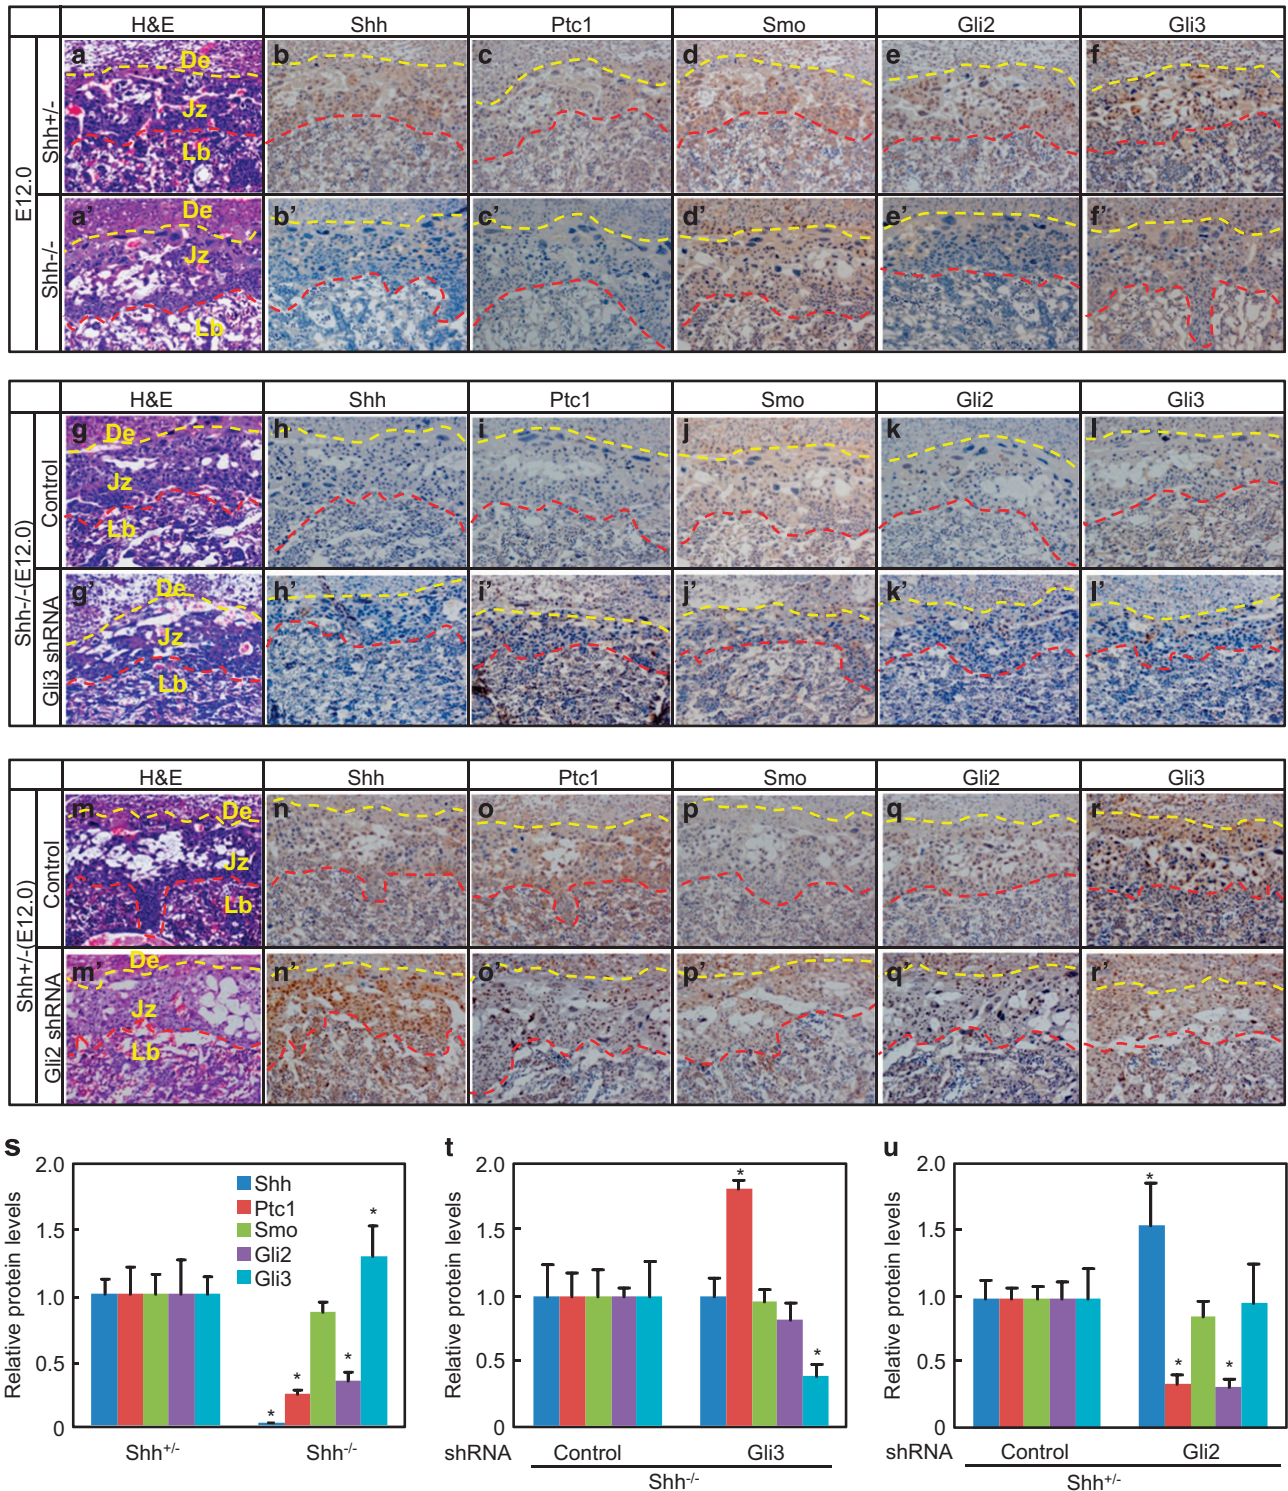 H&E Shh Ptc1 Smo Gli2 Gli3
E12.0
Shh+/-
a De Jz Lb b c d e f
Shh-/-
a' De Jz Lb b' c' d' e' f'
H&E Shh Ptc1 Smo Gli2 Gli3
Shh-/-(E12.0)
Control
g De Jz Lb h i j k l
Gli3 shRNA
g' De Jz Lb h' i' j' k' l'
H&E Shh Ptc1 Smo Gli2 Gli3
Shh+/-(E12.0)
Control
m De Jz Lb n o p q r
Gli2 shRNA
m' De Jz Lb n' o' p' q' r'
s
Relative protein levels
2.0
1.5
1.0
0.5
0
Shh
Ptc1
Smo
Gli2
Gli3
* * * *
Shh+/- Shh-/-
t
Relative protein levels
2.0
1.5
1.0
0.5
0
* *
shRNA Control Gli3
Shh-/-
u
Relative protein levels
2.0
1.5
1.0
0.5
0
* * *
shRNA Control Gli2
Shh+/-